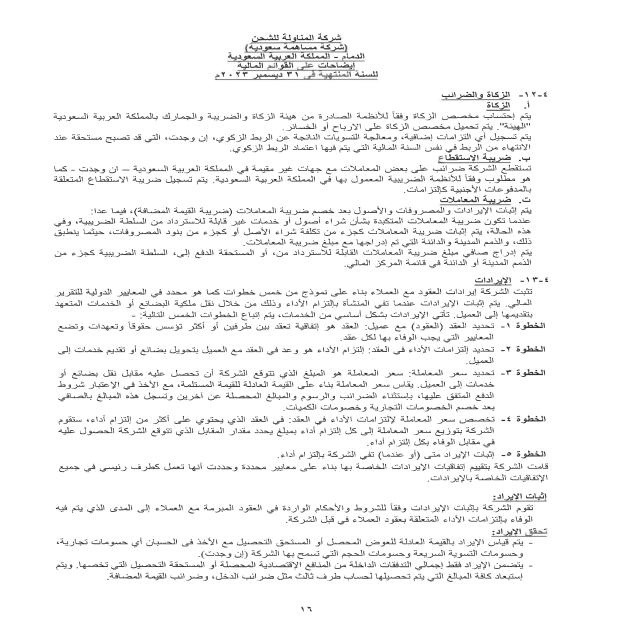 شركة المناولة للشحن
(شركة مساهمة سعودية)
الدمام - المملكة العربية السعودية
إيضاحات على القوائم المالية
للسنة المنتهية في ٣١ ديسمبر ٢٠٢٣م
٤-١٢- الزكاة والضرائب
أ. الزكاة
يتم إحتساب مخصص الزكاة وفقاً للأنظمة الصادرة من هيئة الزكاة والضريبة والجمارك بالمملكة العربية السعودية
"الهيئة". يتم تحميل مخصص الزكاة على الارباح او الخسائر.
يتم تسجيل أي التزامات إضافية، ومعالجة التسويات الناتجة عن الربط الزكوي، إن وجدت، التي قد تصبح مستحقة عند
الانتهاء من الربط في نفس السنة المالية التي يتم فيها اعتماد الربط الزكوي.
ب. ضريبة الاستقطاع
تستقطع الشركة ضرائب على بعض المعاملات مع جهات غير مقيمة في المملكة العربية السعودية – ان وجدت - كما
هو مطلوب وفقاً للأنظمة الضريبية المعمول بها في المملكة العربية السعودية. يتم تسجيل ضريبة الاستقطاع المتعلقة
بالمدفوعات الأجنبية كإلتزامات.
ت. ضريبة المعاملات
يتم إثبات الإيرادات والمصروفات والأصول بعد خصم ضريبة المعاملات (ضريبة القيمة المضافة)، فيما عدا:
عندما تكون ضريبة المعاملات المتكبدة بشأن شراء أصول أو خدمات غير قابلة للاسترداد من السلطة الضريبية، وفي
هذه الحالة، يتم إثبات ضريبة المعاملات كجزء من تكلفة شراء الأصل أو كجزء من بنود المصروفات، حيثما ينطبق
ذلك، والذمم المدينة والدائنة التي تم إدراجها مع مبلغ ضريبة المعاملات.
يتم إدراج صافي مبلغ ضريبة المعاملات القابلة للاسترداد من، أو المستحقة الدفع إلى، السلطة الضريبية كجزء من
الذمم المدينة أو الدائنة في قائمة المركز المالي.
٤-١٣- الإيرادات
تثبت الشركة إيرادات العقود مع العملاء بناء على نموذج من خمس خطوات كما هو محدد في المعايير الدولية للتقرير
المالي. يتم إثبات الإيرادات عندما تفي المنشأة بإلتزام الأداء وذلك من خلال نقل ملكية البضائع أو الخدمات المتعهد
بتقديمها إلى العميل. تأتي الإيرادات بشكل أساسي من الخدمات، يتم إتباع الخطوات الخمس التالية: -
الخطوة ١- تحديد العقد (العقود) مع عميل: العقد هو إتفاقية تعقد بين طرفين أو أكثر تؤسس حقوقاً وتعهدات وتضع
المعايير التي يجب الوفاء بها لكل عقد.
الخطوة ٢- تحديد إلتزامات الأداء في العقد: إلتزام الأداء هو وعد في العقد مع العميل بتحويل بضائع أو تقديم خدمات إلى
العميل.
الخطوة ٣- تحديد سعر المعاملة: سعر المعاملة هو المبلغ الذي تتوقع الشركة أن تحصل عليه مقابل نقل بضائع أو
خدمات إلى العميل. يقاس سعر المعاملة بناء على القيمة العادلة للقيمة المستلمة، مع الأخذ في الإعتبار شروط
الدفع المتفق عليها، بإستثناء الضرائب والرسوم والمبالغ المحصلة عن آخرين وتسجل هذه المبالغ بالصافي
بعد خصم الخصومات التجارية وخصومات الكميات.
الخطوة ٤- تخصص سعر المعاملة لإلتزامات الأداء في العقد: في العقد الذي يحتوي على أكثر من إلتزام أداء، ستقوم
الشركة بتوزيع سعر المعاملة إلى كل إلتزام أداء بمبلغ يحدد مقدار المقابل الذي تتوقع الشركة الحصول عليه
في مقابل الوفاء بكل إلتزام أداء.
الخطوة ٥- إثبات الإيراد متى (أو عندما) تفي الشركة بإلتزام أداء.
قامت الشركة بتقييم إتفاقيات الإيرادات الخاصة بها بناء على معايير محددة وحددت أنها تعمل كطرف رئيسي في جميع
الإتفاقيات الخاصة بالإيرادات.
إثبات الإيراد:
تقوم الشركة بإثبات الإيرادات وفقاً للشروط والأحكام الواردة في العقود المبرمة مع العملاء إلى المدى الذي يتم فيه
الوفاء بإلتزامات الأداء المتعلقة بعقود العملاء في قبل الشركة.
تحقق الإيراد:
- يتم قياس الإيراد بالقيمة العادلة للعوض المحصل أو المستحق التحصيل مع الأخذ في الحسبان أي حسومات تجارية،
وحسومات التسوية السريعة وحسومات الحجم التي تسمح بها الشركة (إن وجدت).
- يتضمن الإيراد فقط إجمالي التدفقات الداخلة من المنافع الاقتصادية المحصلة أو المستحقة التحصيل التي تخصها. ويتم
إستبعاد كافة المبالغ التي يتم تحصيلها لحساب طرف ثالث مثل ضرائب الدخل، وضرائب القيمة المضافة.
١٦